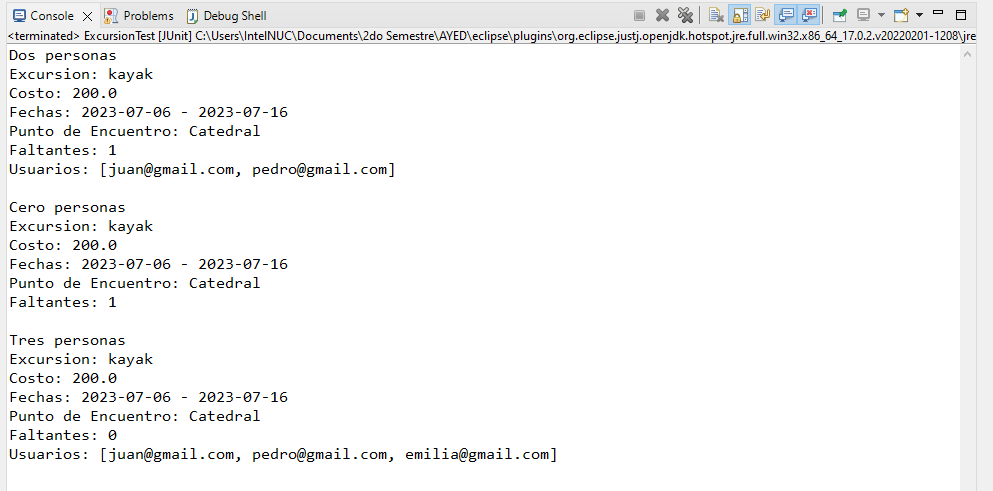 Console Problems Debug Shell
<terminated> ExcursionTest [JUnit] C:\Users\IntelNUC\Documents\2do Semestre\AYED\eclipse\plugins\org.eclipse.justj.openjdk.hotspot.jre.full.win32.x86_64_17.0.2.v20220201-1208\jre
Dos personas
Excursion: kayak
Costo: 200.0
Fechas: 2023-07-06 - 2023-07-16
Punto de Encuentro: Catedral
Faltantes: 1
Usuarios: [juan@gmail.com, pedro@gmail.com]
Cero personas
Excursion: kayak
Costo: 200.0
Fechas: 2023-07-06 - 2023-07-16
Punto de Encuentro: Catedral
Faltantes: 1
Tres personas
Excursion: kayak
Costo: 200.0
Fechas: 2023-07-06 - 2023-07-16
Punto de Encuentro: Catedral
Faltantes: 0
Usuarios: [juan@gmail.com, pedro@gmail.com, emilia@gmail.com]